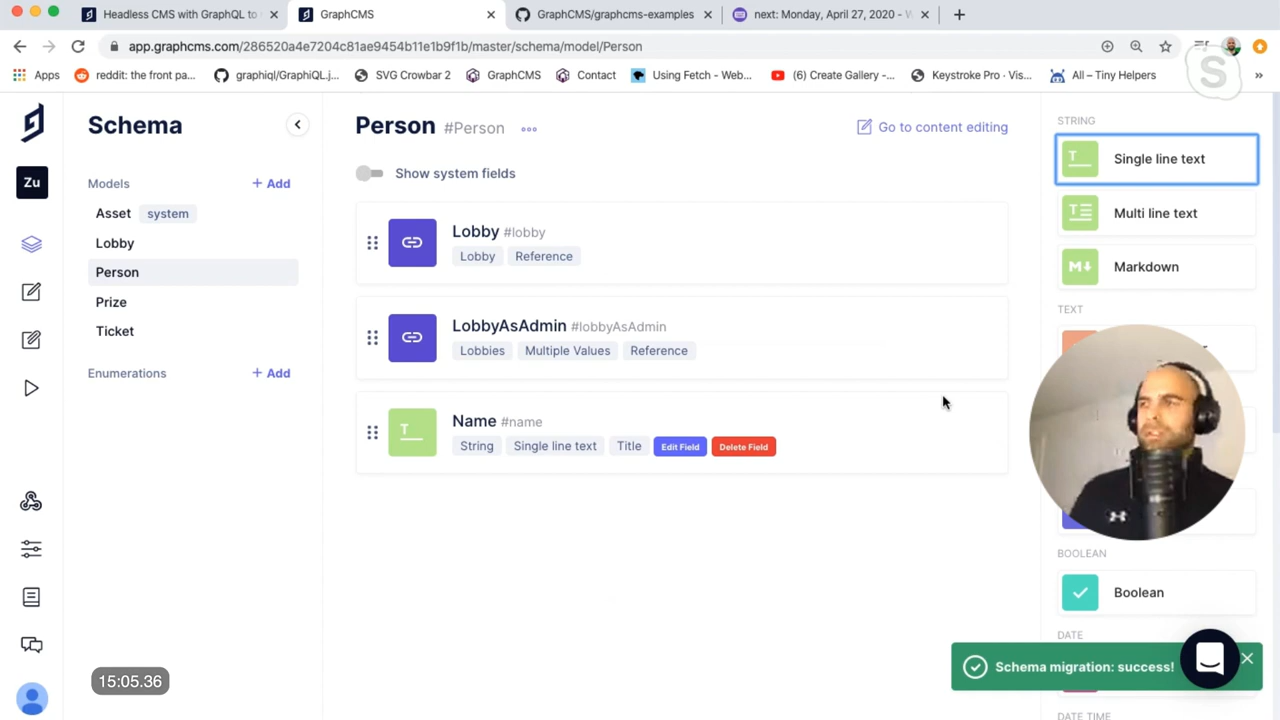 Headless CMS with GraphQL to
GraphCMS
GraphCMS/graphcms-examples
next: Monday, April 27, 2020 -
app.graphcms.com/286520a4e7204c81ae9454b11e1b9f1b/master/schema/model/Person
Apps
reddit: the front pa...
graphiql/GraphiQL.j...
SVG Crowbar 2
GraphCMS
Contact
Using Fetch - Web...
(6) Create Gallery -...
Keystroke Pro · Vis...
All – Tiny Helpers
»
S
Zu
Schema
Models
+ Add
Asset system
Lobby
Person
Prize
Ticket
Enumerations
+ Add
Person #Person
Go to content editing
Show system fields
Lobby #lobby
Lobby Reference
LobbyAsAdmin #lobbyAsAdmin
Lobbies Multiple Values Reference
Name #name
String Single line text Title Edit Field Delete Field
STRING
Single line text
Multi line text
Markdown
TEXT
BOOLEAN
Boolean
DATE
Schema migration: success!
DATE TIME
15:05.36